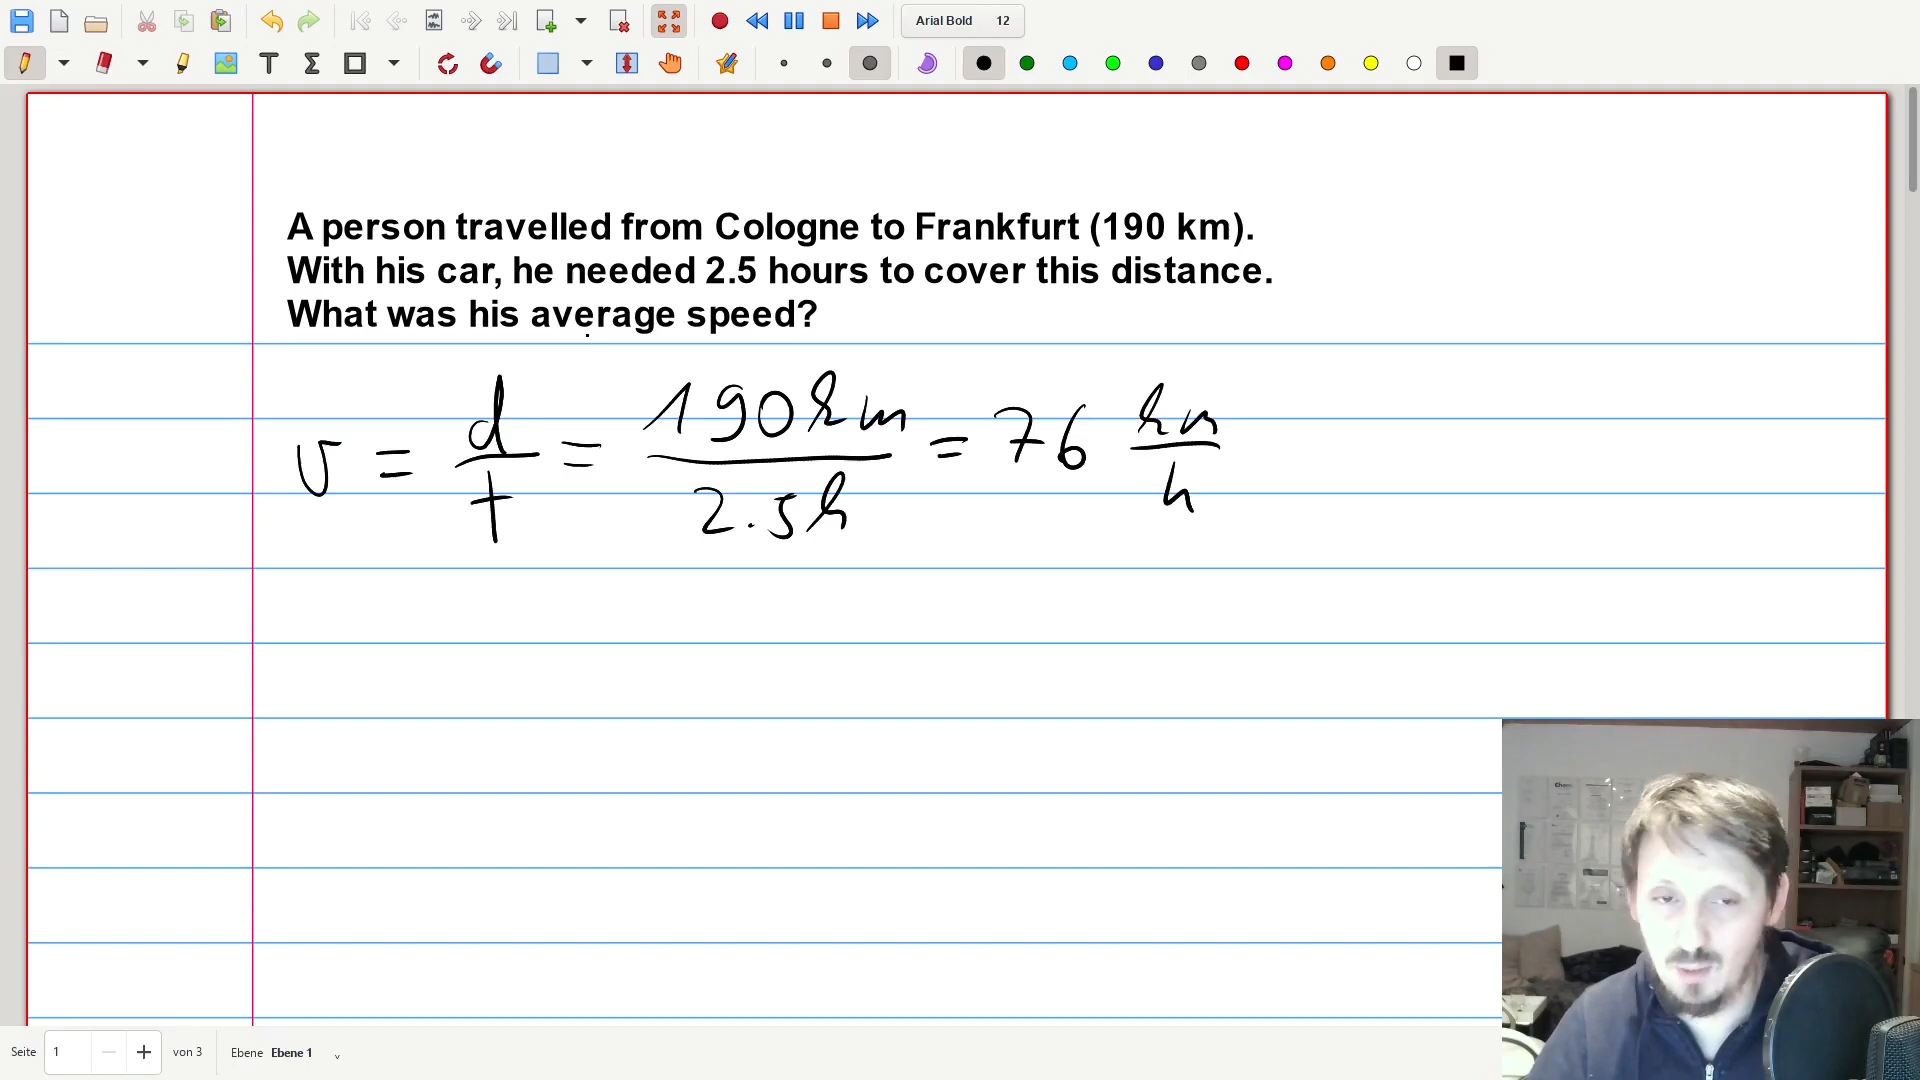 Arial Bold 12
A person travelled from Cologne to Frankfurt (190 km).
With his car, he needed 2.5 hours to cover this distance.
What was his average speed?
v = d/t = 190 km/2.5 h = 76 km/h
Seite 1 von 3 Ebene Ebene 1